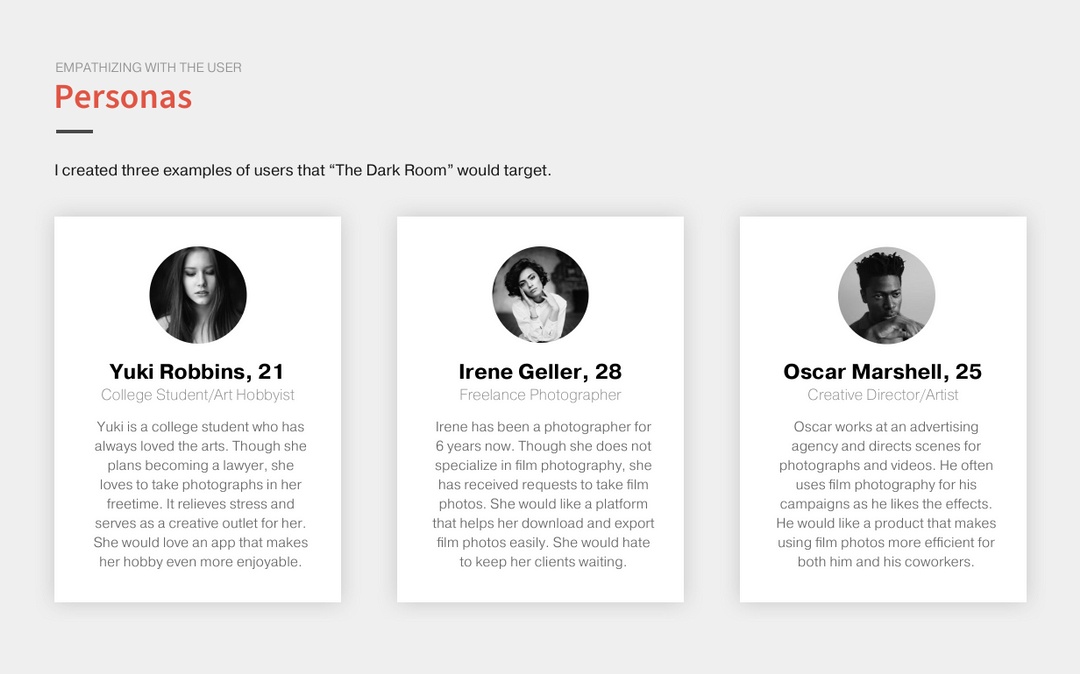 EMPATHIZING WITH THE USER
Personas
I created three examples of users that “The Dark Room” would target.
Yuki Robbins, 21
College Student/Art Hobbyist
Yuki is a college student who has
always loved the arts. Though she
plans becoming a lawyer, she
loves to take photographs in her
freetime. It relieves stress and
serves as a creative outlet for her.
She would love an app that makes
her hobby even more enjoyable.
Irene Geller, 28
Freelance Photographer
Irene has been a photographer for
6 years now. Though she does not
specialize in film photography, she
has received requests to take film
photos. She would like a platform
that helps her download and export
film photos easily. She would hate
to keep her clients waiting.
Oscar Marshell, 25
Creative Director/Artist
Oscar works at an advertising
agency and directs scenes for
photographs and videos. He often
uses film photography for his
campaigns as he likes the effects.
He would like a product that makes
using film photos more efficient for
both him and his coworkers.